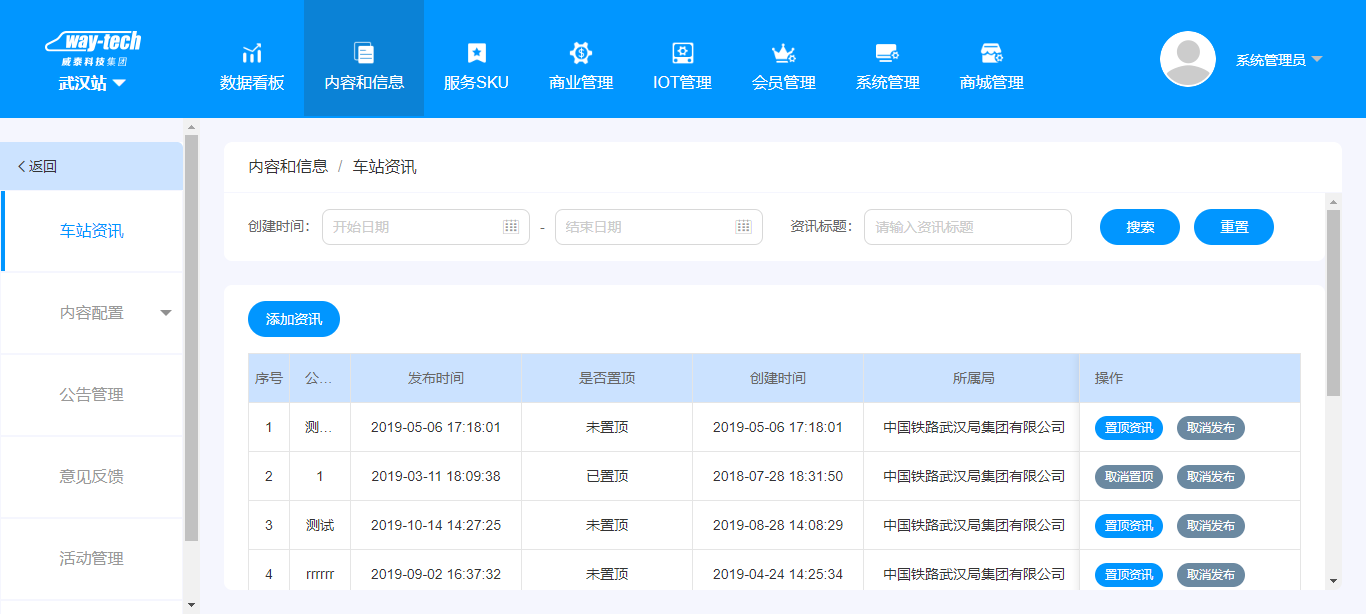 way-tech
威泰科技集团
武汉站
数据看板
内容和信息
服务SKU
商业管理
IOT管理
会员管理
系统管理
商城管理
系统管理员
返回
车站资讯
内容配置
公告管理
意见反馈
活动管理
内容和信息 / 车站资讯
创建时间: 开始日期 - 结束日期 资讯标题: 请输入资讯标题 搜索 重置
添加资讯
序号 公... 发布时间 是否置顶 创建时间 所属局 操作
1 测... 2019-05-06 17:18:01 未置顶 2019-05-06 17:18:01 中国铁路武汉局集团有限公司 置顶资讯 取消发布
2 1 2019-03-11 18:09:38 已置顶 2018-07-28 18:31:50 中国铁路武汉局集团有限公司 取消置顶 取消发布
3 测试 2019-10-14 14:27:25 未置顶 2019-08-28 14:08:29 中国铁路武汉局集团有限公司 置顶资讯 取消发布
4 rrrrrr 2019-09-02 16:37:32 未置顶 2019-04-24 14:25:34 中国铁路武汉局集团有限公司 置顶资讯 取消发布